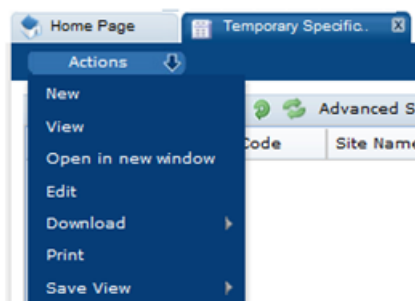 Home Page
Temporary Specific..
Actions
New
Advanced S
View
Code
Site Name
Open in new window
Edit
Download
Print
Save View